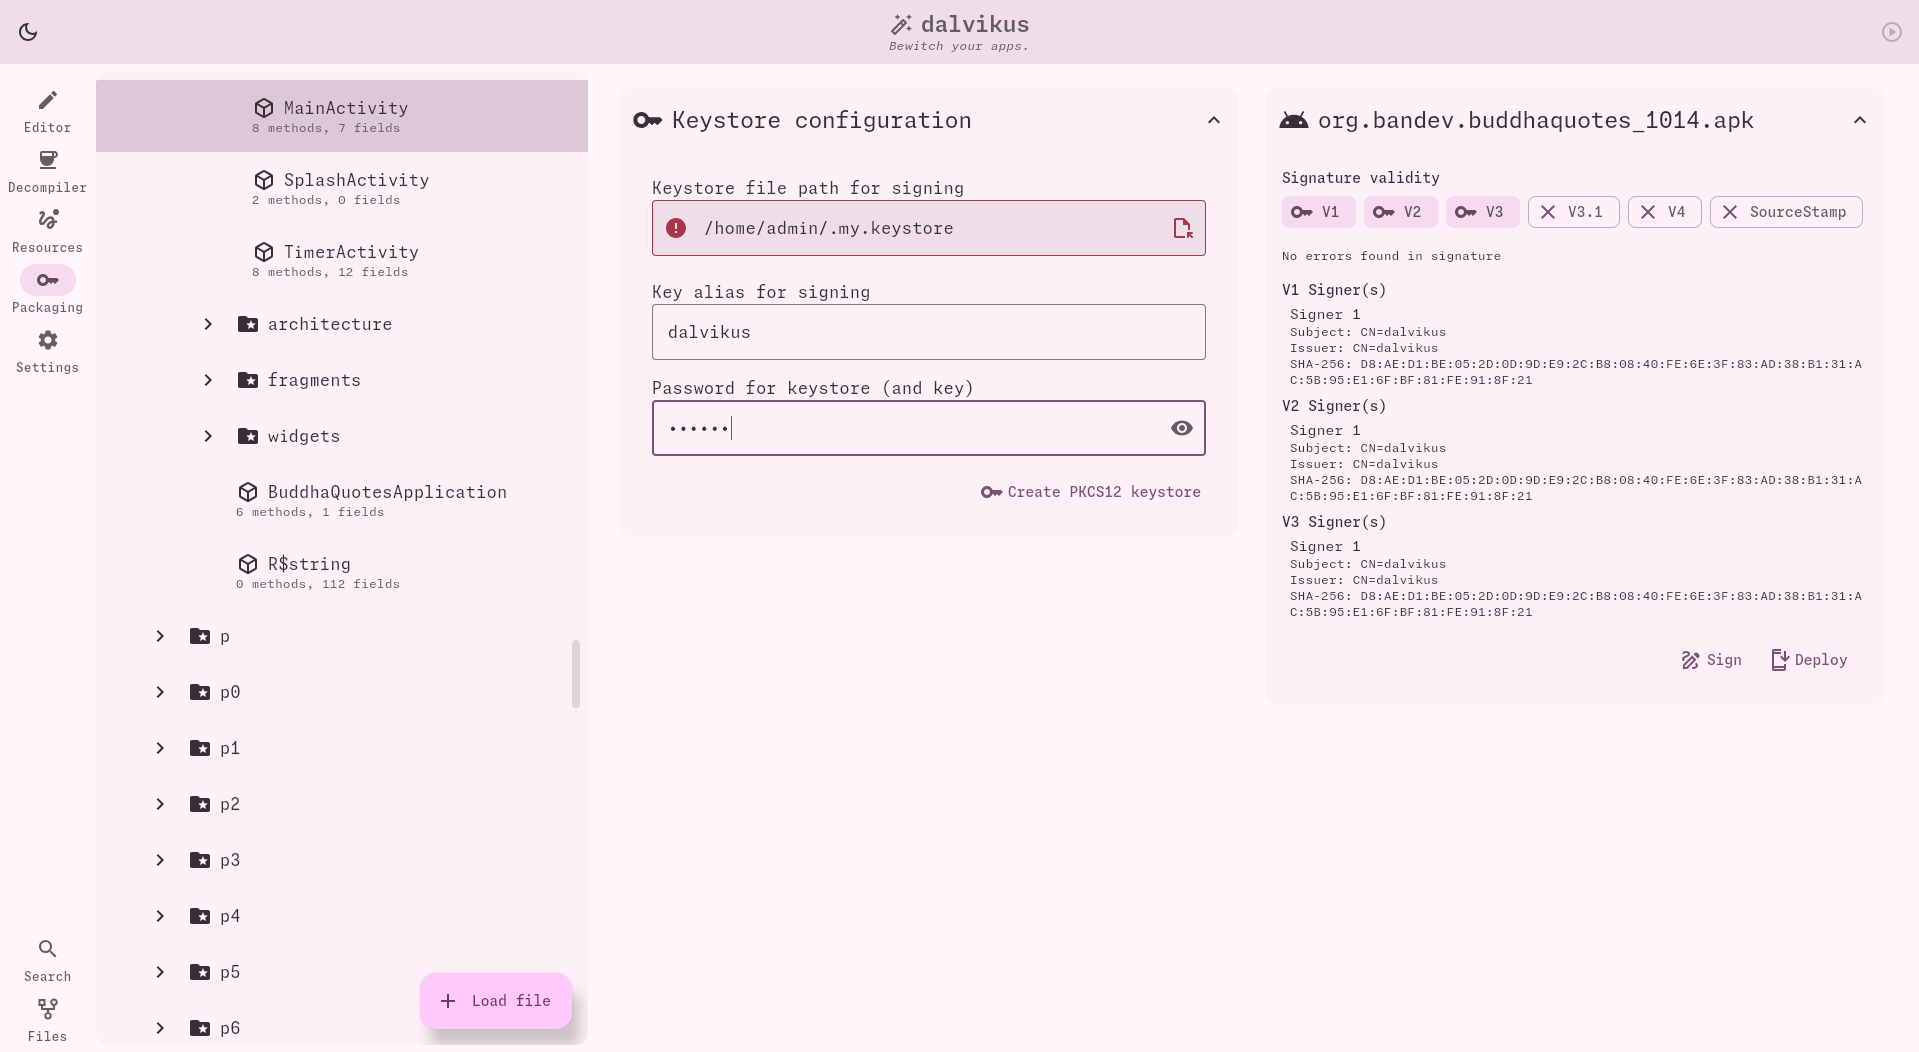 dalvikus
Bewitch your apps.
Editor
Decompiler
Resources
Packaging
Settings
Search
Files
MainActivity
8 methods, 7 fields
SplashActivity
2 methods, 0 fields
TimerActivity
8 methods, 12 fields
architecture
fragments
widgets
BuddhaQuotesApplication
6 methods, 1 fields
R$string
0 methods, 112 fields
p
p0
p1
p2
p3
p4
p5
p6
Load file
Keystore configuration
Keystore file path for signing
/home/admin/.my.keystore
Key alias for signing
dalvikus
Password for keystore (and key)
••••••
Create PKCS12 keystore
org.bandev.buddhaquotes_1014.apk
Signature validity
V1 V2 V3 V3.1 V4 SourceStamp
No errors found in signature
V1 Signer(s)
Signer 1
Subject: CN=dalvikus
Issuer: CN=dalvikus
SHA-256: D8:AE:D1:BE:05:2D:0D:9D:E9:2C:B8:08:40:FE:6E:3F:83:AD:38:B1:31:A
C:5B:95:E1:6F:BF:81:FE:91:8F:21
V2 Signer(s)
Signer 1
Subject: CN=dalvikus
Issuer: CN=dalvikus
SHA-256: D8:AE:D1:BE:05:2D:0D:9D:E9:2C:B8:08:40:FE:6E:3F:83:AD:38:B1:31:A
C:5B:95:E1:6F:BF:81:FE:91:8F:21
V3 Signer(s)
Signer 1
Subject: CN=dalvikus
Issuer: CN=dalvikus
SHA-256: D8:AE:D1:BE:05:2D:0D:9D:E9:2C:B8:08:40:FE:6E:3F:83:AD:38:B1:31:A
C:5B:95:E1:6F:BF:81:FE:91:8F:21
Sign Deploy